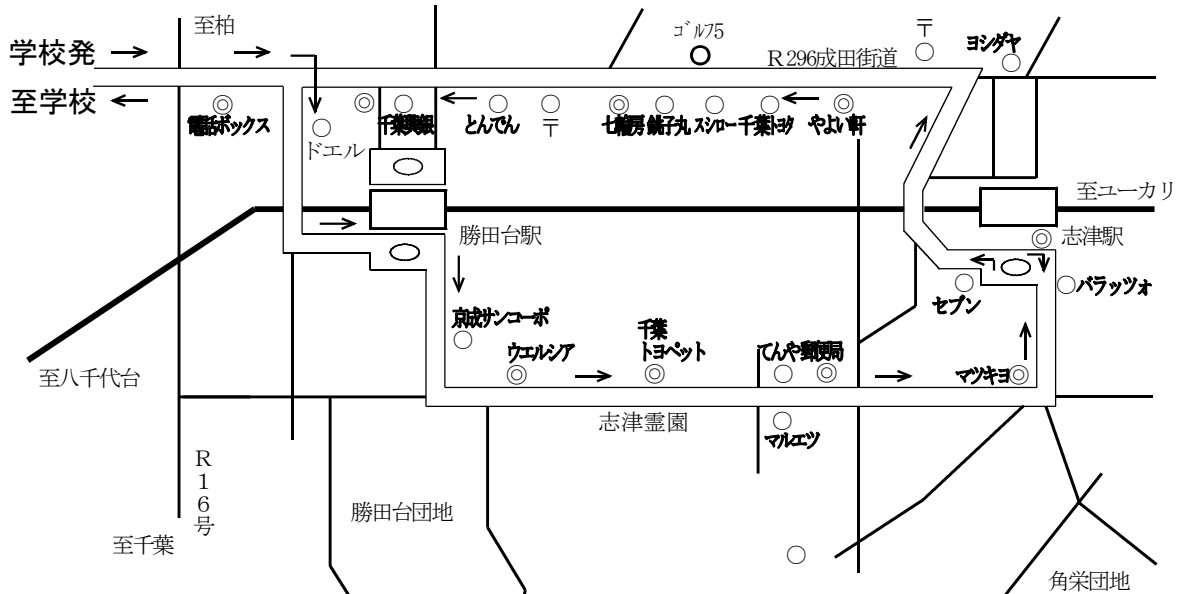 至柏
学校発
至学校
ゴルフ5
R296成田街道
〒
ヨシダヤ
電話ボックス
ドエル
千葉興銀
とんでん
〒
七輪房
銚子丸
スシロー
千葉トヨタ
やよい軒
至ユーカリ
勝田台駅
志津駅
セブン
パラッツォ
京成サンコーポ
ウエルシア
千葉
トヨペット
てんや
郵便局
マツキヨ
至八千代台
志津霊園
マルエツ
R16号
勝田台団地
至千葉
角栄団地